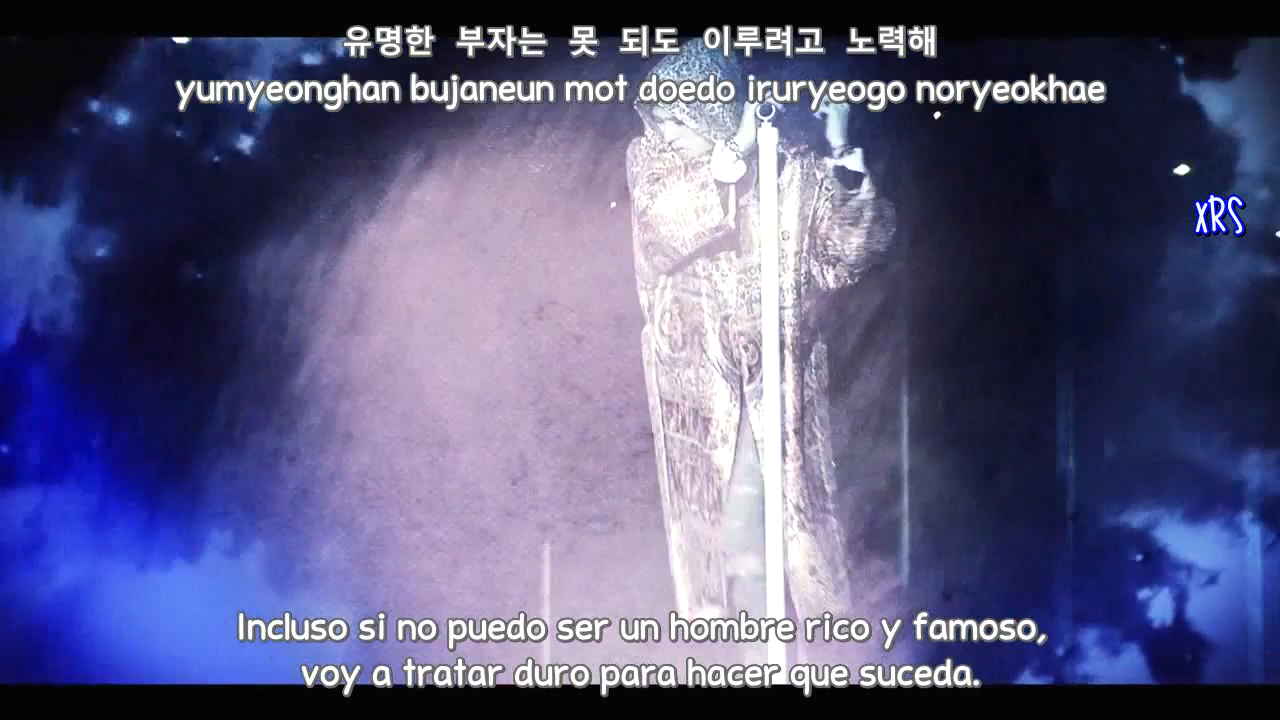 유명한 부자는 못 되도 이루려고 노력해
yumyeonghan bujaneun mot doedo iruryeogo noryeokhae
XRS
Incluso si no puedo ser un hombre rico y famoso,
voy a tratar duro para hacer que suceda.